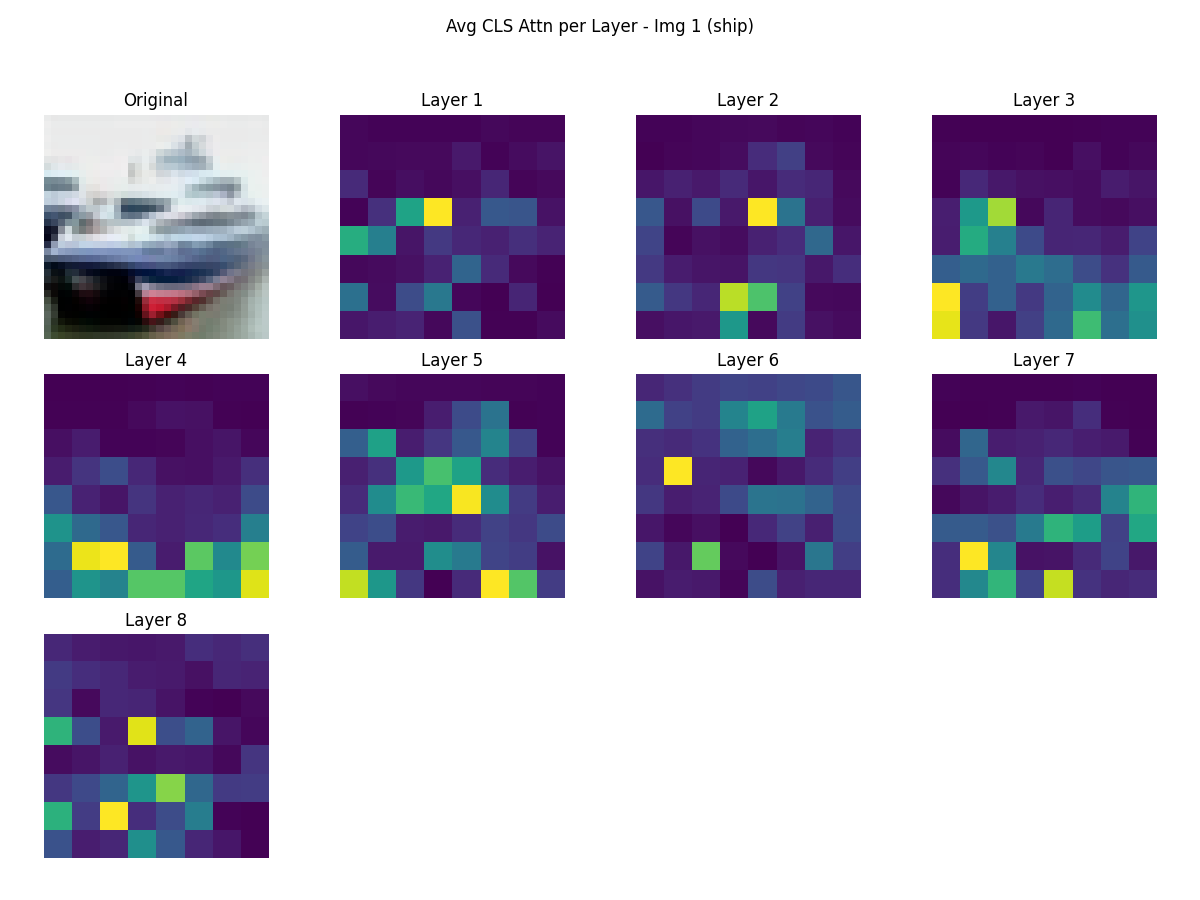 Avg CLS Attn per Layer - Img 1 (ship)
Original
Layer 1
Layer 2
Layer 3
Layer 4
Layer 5
Layer 6
Layer 7
Layer 8